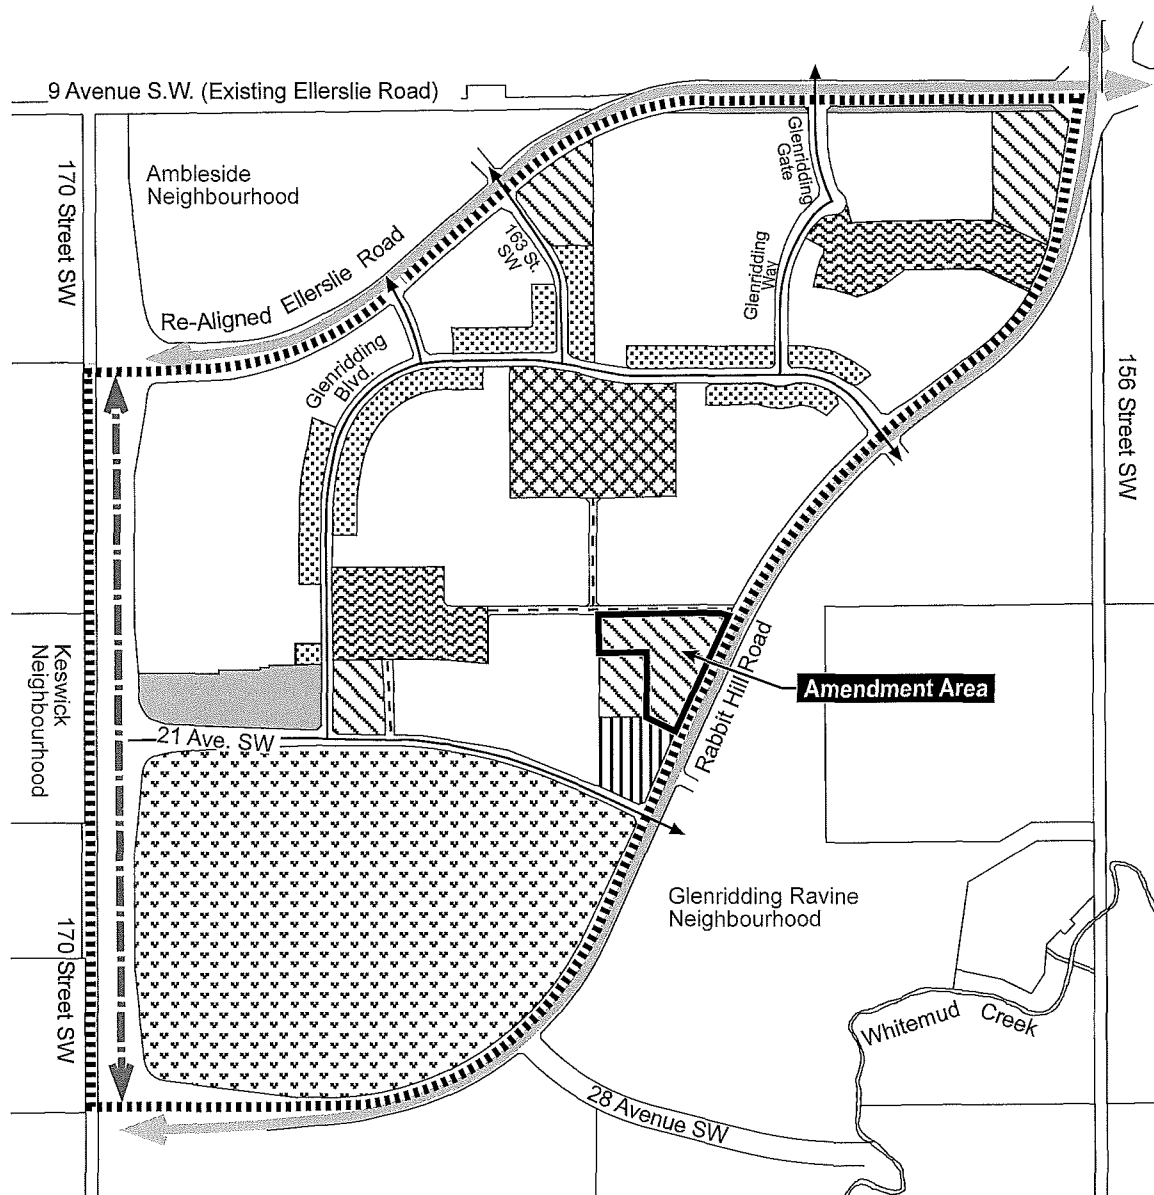 9 Avenue S.W. (Existing Ellerslie Road)
170 Street SW
Ambleside
Neighbourhood
Glenridding
Gate
163 St.
SW
Glenridding
Way
Re-Aligned Ellerslie Road
Glenridding
Blvd.
156 Street SW
Keswick
Neighbourhood
Rabbit Hill Road
Amendment Area
21 Ave. SW
Glenridding Ravine
Neighbourhood
170 Street SW
Whitemud Creek
28 Avenue SW